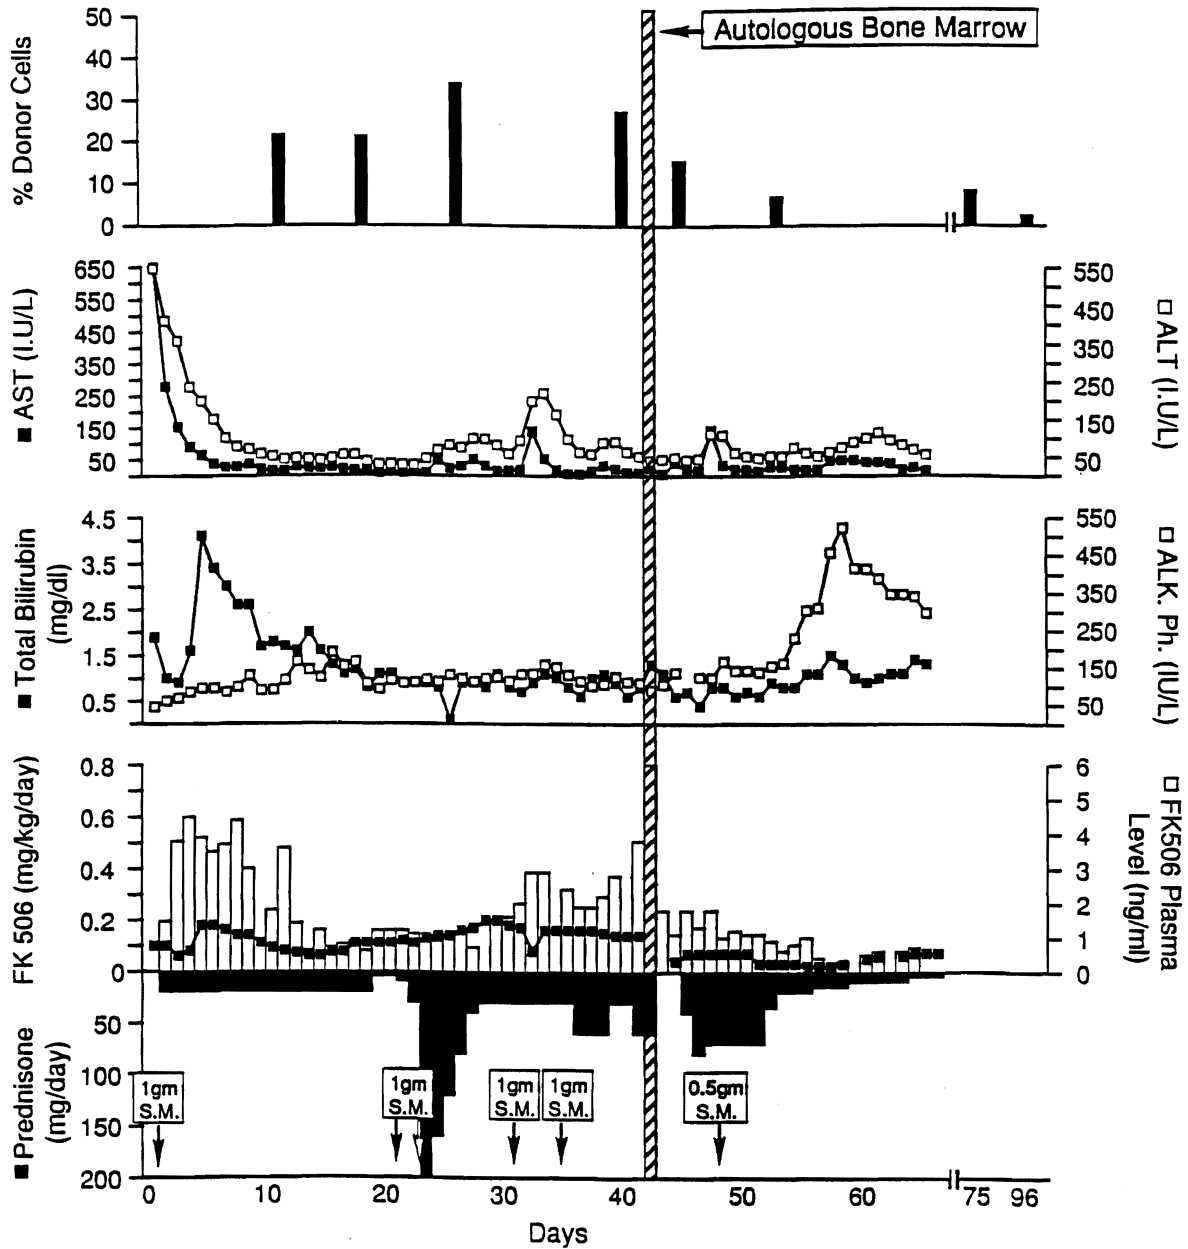 Autologous Bone Marrow
% Donor Cells
50
40
30
20
10
0
■ AST (I.U/L)
650
550
450
350
250
150
50
550
450
350
250
150
50
□ ALT (I.U/L)
■ Total Bilirubin
(mg/dl)
4.5
3.5
2.5
1.5
0.5
550
450
350
250
150
50
□ ALK. Ph. (IU/L)
FK 506 (mg/kg/day)
0.8
0.6
0.4
0.2
0
6
5
4
3
2
1
0
□ FK506 Plasma
Level (ng/ml)
■ Prednisone
(mg/day)
50
100
150
200
1gm
S.M.
1gm
S.M.
1gm
S.M.
1gm
S.M.
0.5gm
S.M.
0 10 20 30 40 50 60 75 96
Days